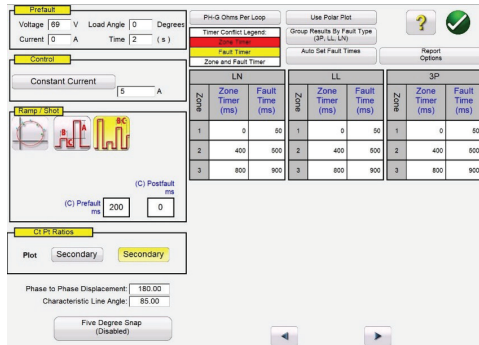 Prefault
Voltage 69 V Load Angle 0 Degrees
Current 0 A Time 2 ( s )
Control
Constant Current
5 A
Ramp / Shot
B A
B C
(C) Postfault ms
(C) Prefault ms 200 0
Ct Pt Ratios
Plot Secondary Secondary
Phase to Phase Displacement: 180.00
Characteristic Line Angle: 85.00
Five Degree Snap
(Disabled)
PH-G Ohms Per Loop
Use Polar Plot
Timer Conflict Legend:
Zone Timer
Fault Timer
Zone and Fault Timer
Group Results By Fault Type
(3P, LL, LN)
Auto Set Fault Times
?
Report
Options
LN LL 3P
Zone Zone Timer (ms) Fault Timer (ms) Zone Zone Timer (ms) Fault Timer (ms) Zone Zone Timer (ms) Fault Timer (ms)
1 0 50 1 0 50 1 0 50
2 400 500 2 400 500 2 400 500
3 800 900 3 800 900 3 800 900